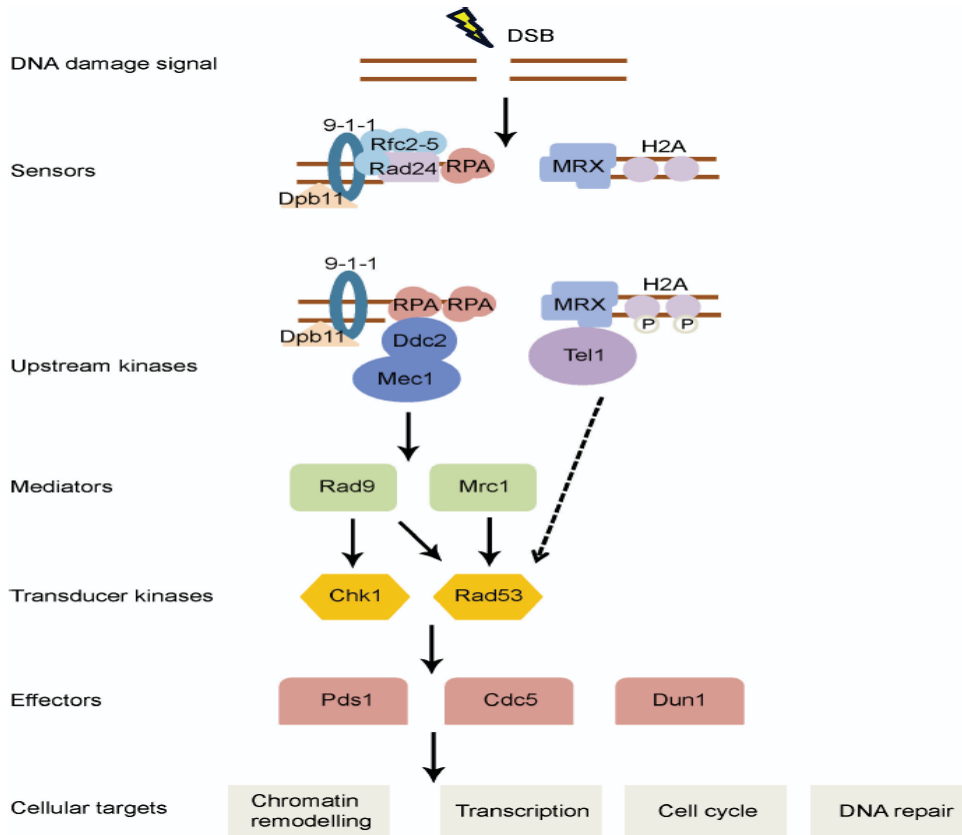 DSB
DNA damage signal
9-1-1
Rfc2-5
H2A
Sensors
Rad24
RPA
MRX
Dpb11
9-1-1
H2A
RPA
RPA
MRX
Dpb11
Ddc2
P
P
Upstream kinases
Mec1
Tel1
Mediators
Rad9
Mrc1
Transducer kinases
Chk1
Rad53
Effectors
Pds1
Cdc5
Dun1
Cellular targets
Chromatin
remodelling
Transcription
Cell cycle
DNA repair